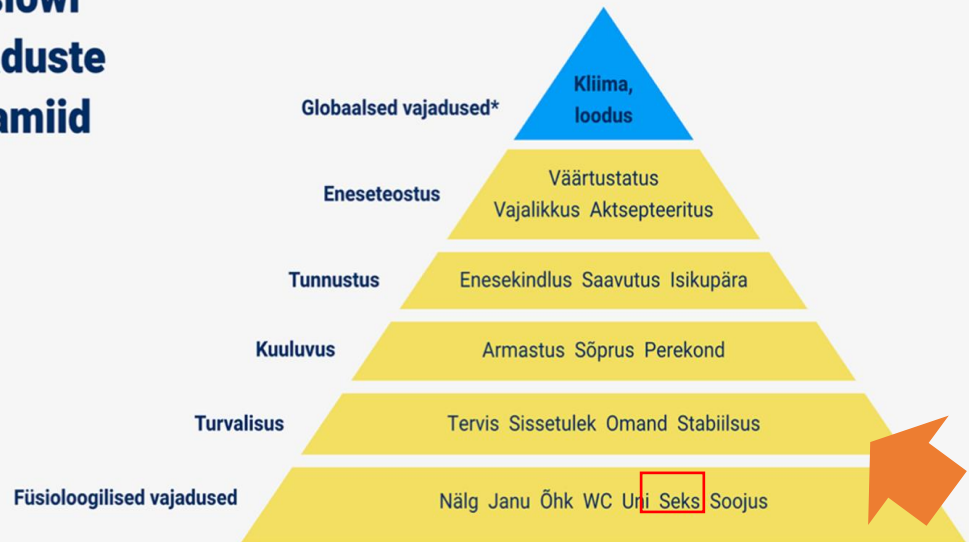 duste
Kliima,
Globaalsed vajadused*
loodus
Väärtustatus
Eneseteostus
Vajalikkus Aktsepteeritus
Tunnustus
Enesekindlus Saavutus Isikupära
Kuuluvus
Armastus Sõprus Perekond
Turvalisus
Tervis Sissetulek Omand Stabiilsus
Füsioloogilised vajadused
Nälg Janu Õhk WC Uni Seks Soojus